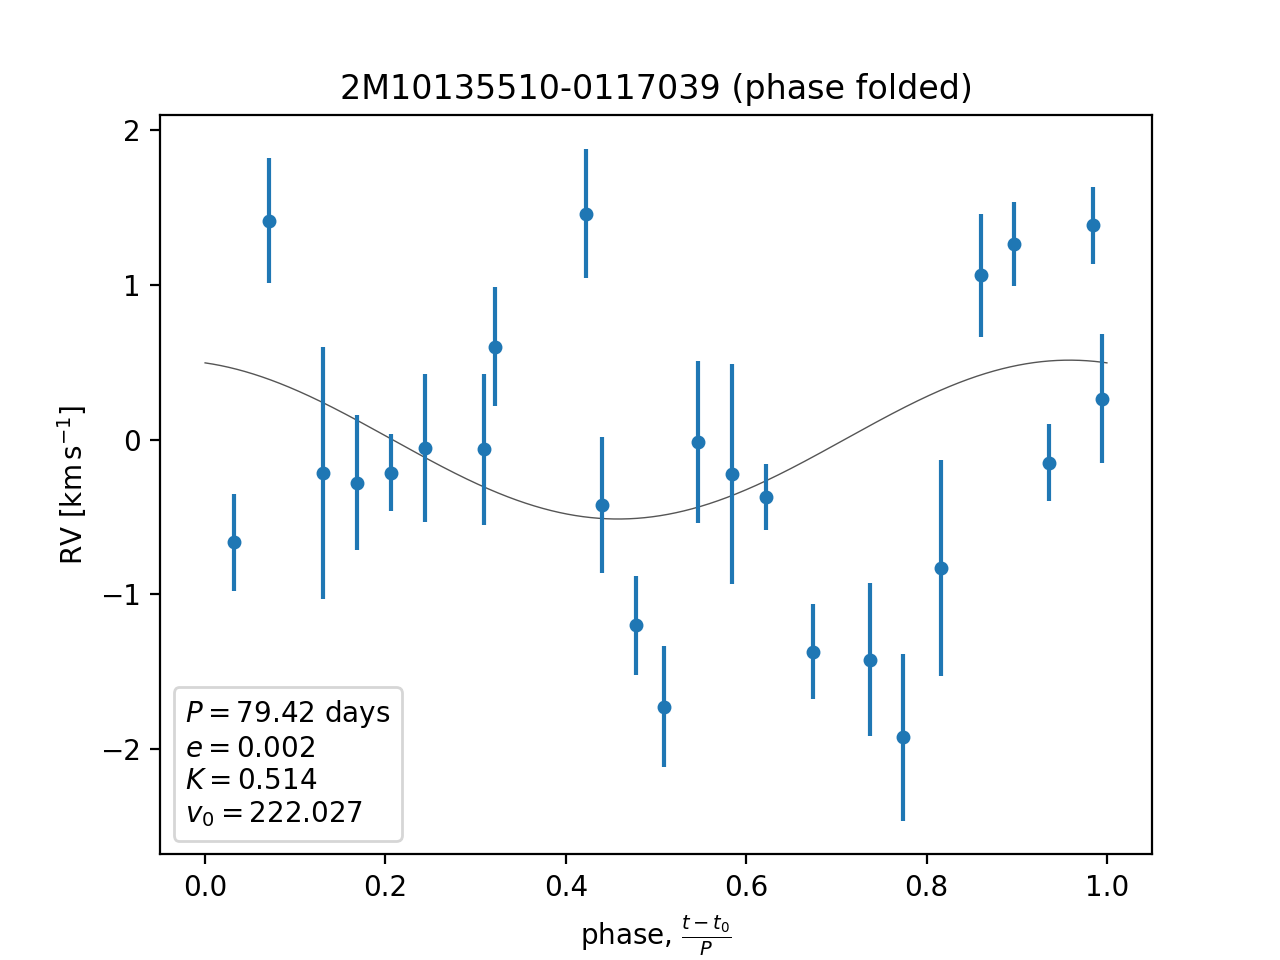 2M10135510-0117039 (phase folded)
RV [km s⁻¹]
2
1
0
−1
−2
P = 79.42 days
e = 0.002
K = 0.514
v₀ = 222.027
0.0 0.2 0.4 0.6 0.8 1.0
phase, (t − t₀)/P